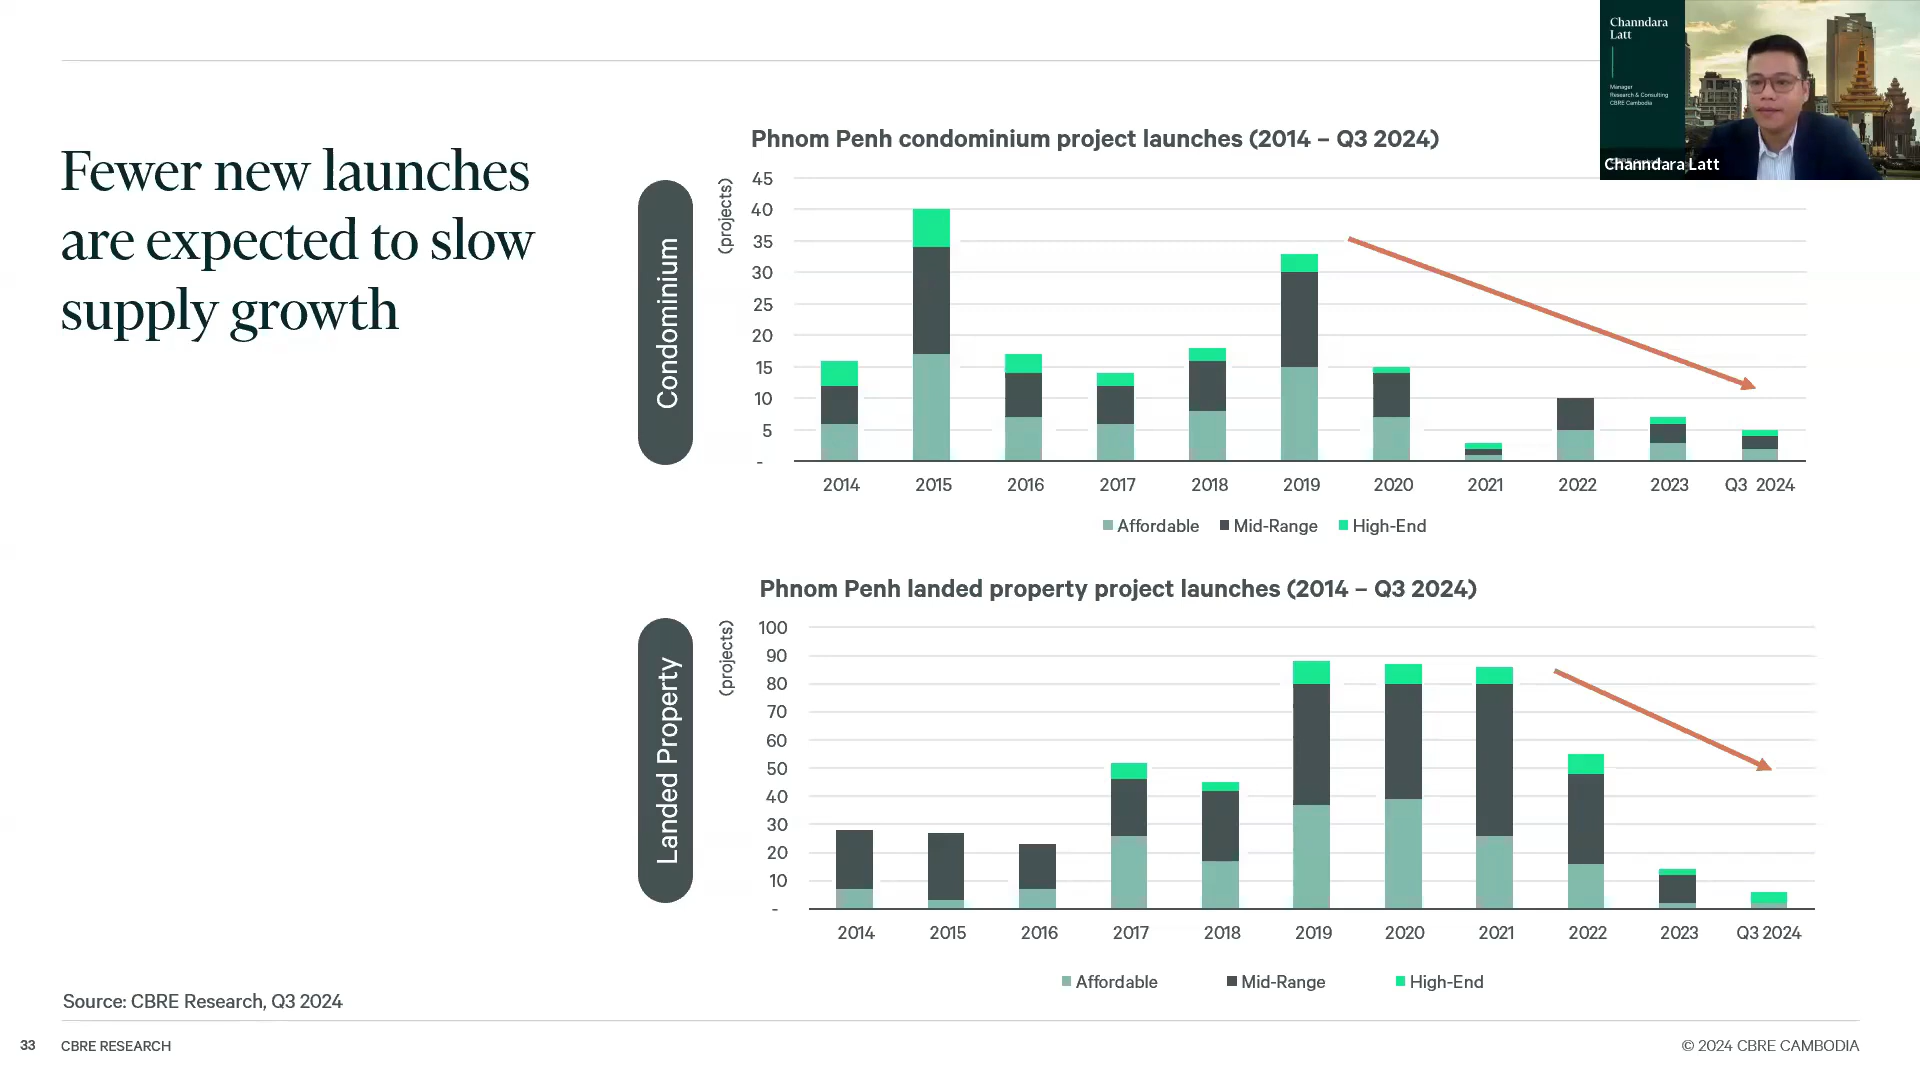 Fewer new launches
are expected to slow
supply growth
Channdara
Latt
Manager
Research & Consulting
CBRE Cambodia
Channdara Latt
Phnom Penh condominium project launches (2014 – Q3 2024)
Condominium
(projects)
45
40
35
30
25
20
15
10
5
-
2014 2015 2016 2017 2018 2019 2020 2021 2022 2023 Q3 2024
Affordable Mid-Range High-End
Phnom Penh landed property project launches (2014 – Q3 2024)
Landed Property
(projects)
100
90
80
70
60
50
40
30
20
10
-
2014 2015 2016 2017 2018 2019 2020 2021 2022 2023 Q3 2024
Affordable Mid-Range High-End
Source: CBRE Research, Q3 2024
33 CBRE RESEARCH
© 2024 CBRE CAMBODIA